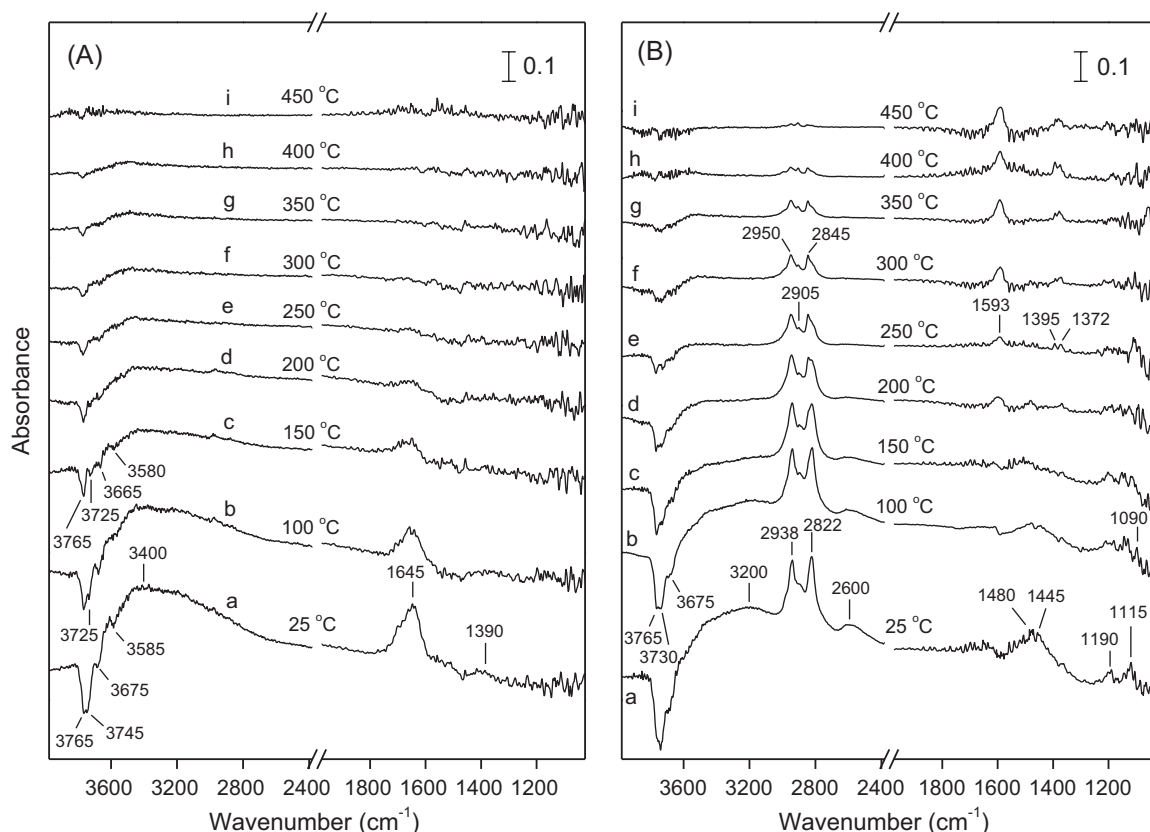 (A)
0.1
i 450 °C
h 400 °C
g 350 °C
f 300 °C
e 250 °C
d 200 °C
c 150 °C
3580
3665
3725
3765
b 100 °C
3400
1645
a 25 °C
1390
3725
3585
3675
3745
3765
3600 3200 2800 2400 1800 1600 1400 1200
Wavenumber (cm-1)
Absorbance
(B)
0.1
i 450 °C
h 400 °C
g 350 °C
2950 2845
f 300 °C
2905
1593
1395 1372
e 250 °C
d 200 °C
c 150 °C
b 100 °C
1090
2938 2822
3675
3200
2600
3765
3730
25 °C
1480 1445
1190 1115
a
3600 3200 2800 2400 1800 1600 1400 1200
Wavenumber (cm-1)